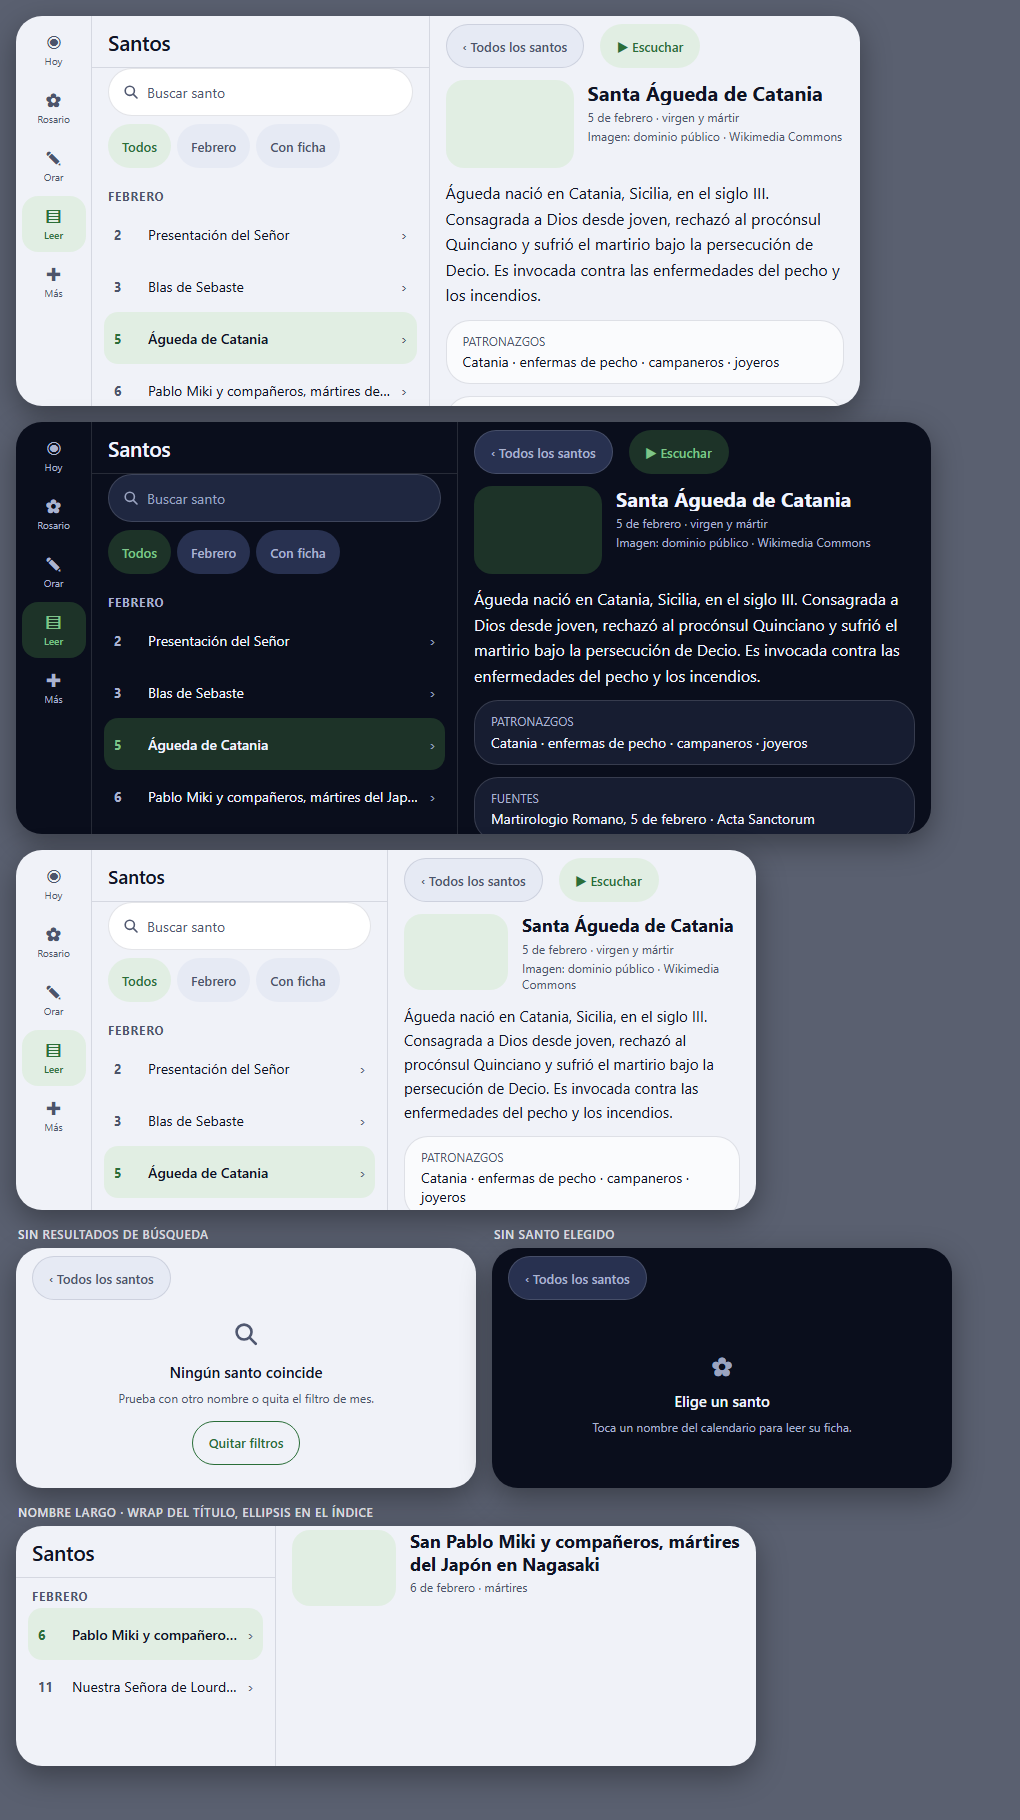 Hoy
Rosario
Orar
Leer
Más
Santos
Buscar santo
Todos
Febrero
Con ficha
FEBRERO
2 Presentación del Señor ›
3 Blas de Sebaste ›
5 Águeda de Catania ›
6 Pablo Miki y compañeros, mártires de... ›
‹ Todos los santos
▶ Escuchar
Santa Águeda de Catania
5 de febrero · virgen y mártir
Imagen: dominio público · Wikimedia Commons
Águeda nació en Catania, Sicilia, en el siglo III.
Consagrada a Dios desde joven, rechazó al procónsul
Quinciano y sufrió el martirio bajo la persecución de
Decio. Es invocada contra las enfermedades del pecho y
los incendios.
PATRONAZGOS
Catania · enfermas de pecho · campaneros · joyeros
Hoy
Rosario
Orar
Leer
Más
Santos
Buscar santo
Todos
Febrero
Con ficha
FEBRERO
2 Presentación del Señor ›
3 Blas de Sebaste ›
5 Águeda de Catania ›
6 Pablo Miki y compañeros, mártires del Jap... ›
‹ Todos los santos
▶ Escuchar
Santa Águeda de Catania
5 de febrero · virgen y mártir
Imagen: dominio público · Wikimedia Commons
Águeda nació en Catania, Sicilia, en el siglo III. Consagrada a
Dios desde joven, rechazó al procónsul Quinciano y sufrió el
martirio bajo la persecución de Decio. Es invocada contra las
enfermedades del pecho y los incendios.
PATRONAZGOS
Catania · enfermas de pecho · campaneros · joyeros
FUENTES
Martirologio Romano, 5 de febrero · Acta Sanctorum
Hoy
Rosario
Orar
Leer
Más
Santos
Buscar santo
Todos
Febrero
Con ficha
FEBRERO
2 Presentación del Señor ›
3 Blas de Sebaste ›
5 Águeda de Catania ›
‹ Todos los santos
▶ Escuchar
Santa Águeda de Catania
5 de febrero · virgen y mártir
Imagen: dominio público · Wikimedia
Commons
Águeda nació en Catania, Sicilia, en el siglo III.
Consagrada a Dios desde joven, rechazó al
procónsul Quinciano y sufrió el martirio bajo la
persecución de Decio. Es invocada contra las
enfermedades del pecho y los incendios.
PATRONAZGOS
Catania · enfermas de pecho · campaneros ·
joyeros
SIN RESULTADOS DE BÚSQUEDA
‹ Todos los santos
Ningún santo coincide
Prueba con otro nombre o quita el filtro de mes.
Quitar filtros
SIN SANTO ELEGIDO
‹ Todos los santos
Elige un santo
Toca un nombre del calendario para leer su ficha.
NOMBRE LARGO · WRAP DEL TÍTULO, ELLIPSIS EN EL ÍNDICE
Santos
FEBRERO
6 Pablo Miki y compañero... ›
11 Nuestra Señora de Lourd... ›
San Pablo Miki y compañeros, mártires
del Japón en Nagasaki
6 de febrero · mártires